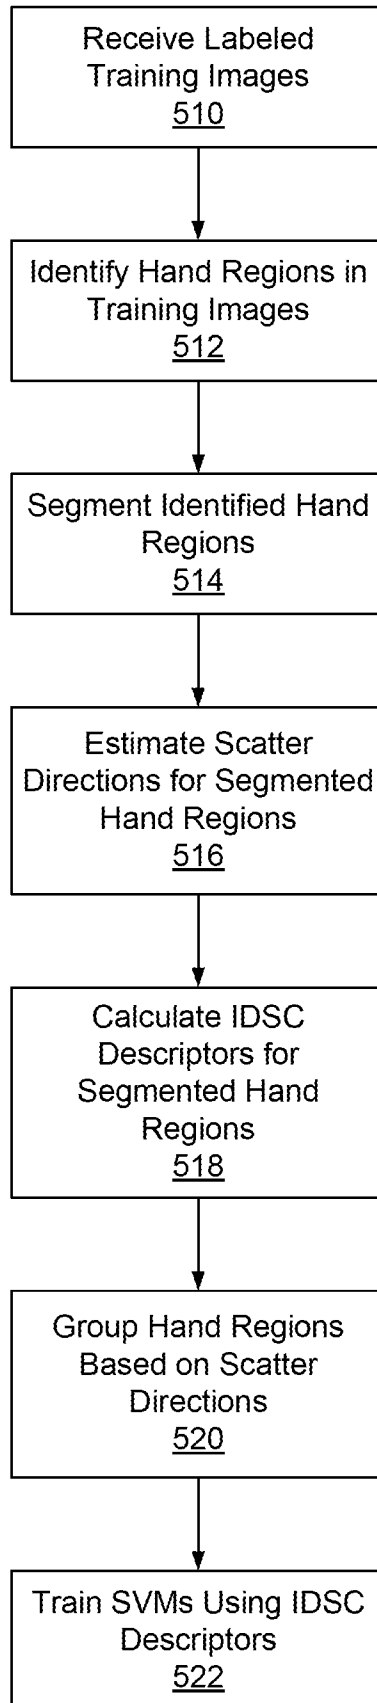 Receive Labeled
Training Images
510
Identify Hand Regions in
Training Images
512
Segment Identified Hand
Regions
514
Estimate Scatter
Directions for Segmented
Hand Regions
516
Calculate IDSC
Descriptors for
Segmented Hand
Regions
518
Group Hand Regions
Based on Scatter
Directions
520
Train SVMs Using IDSC
Descriptors
522